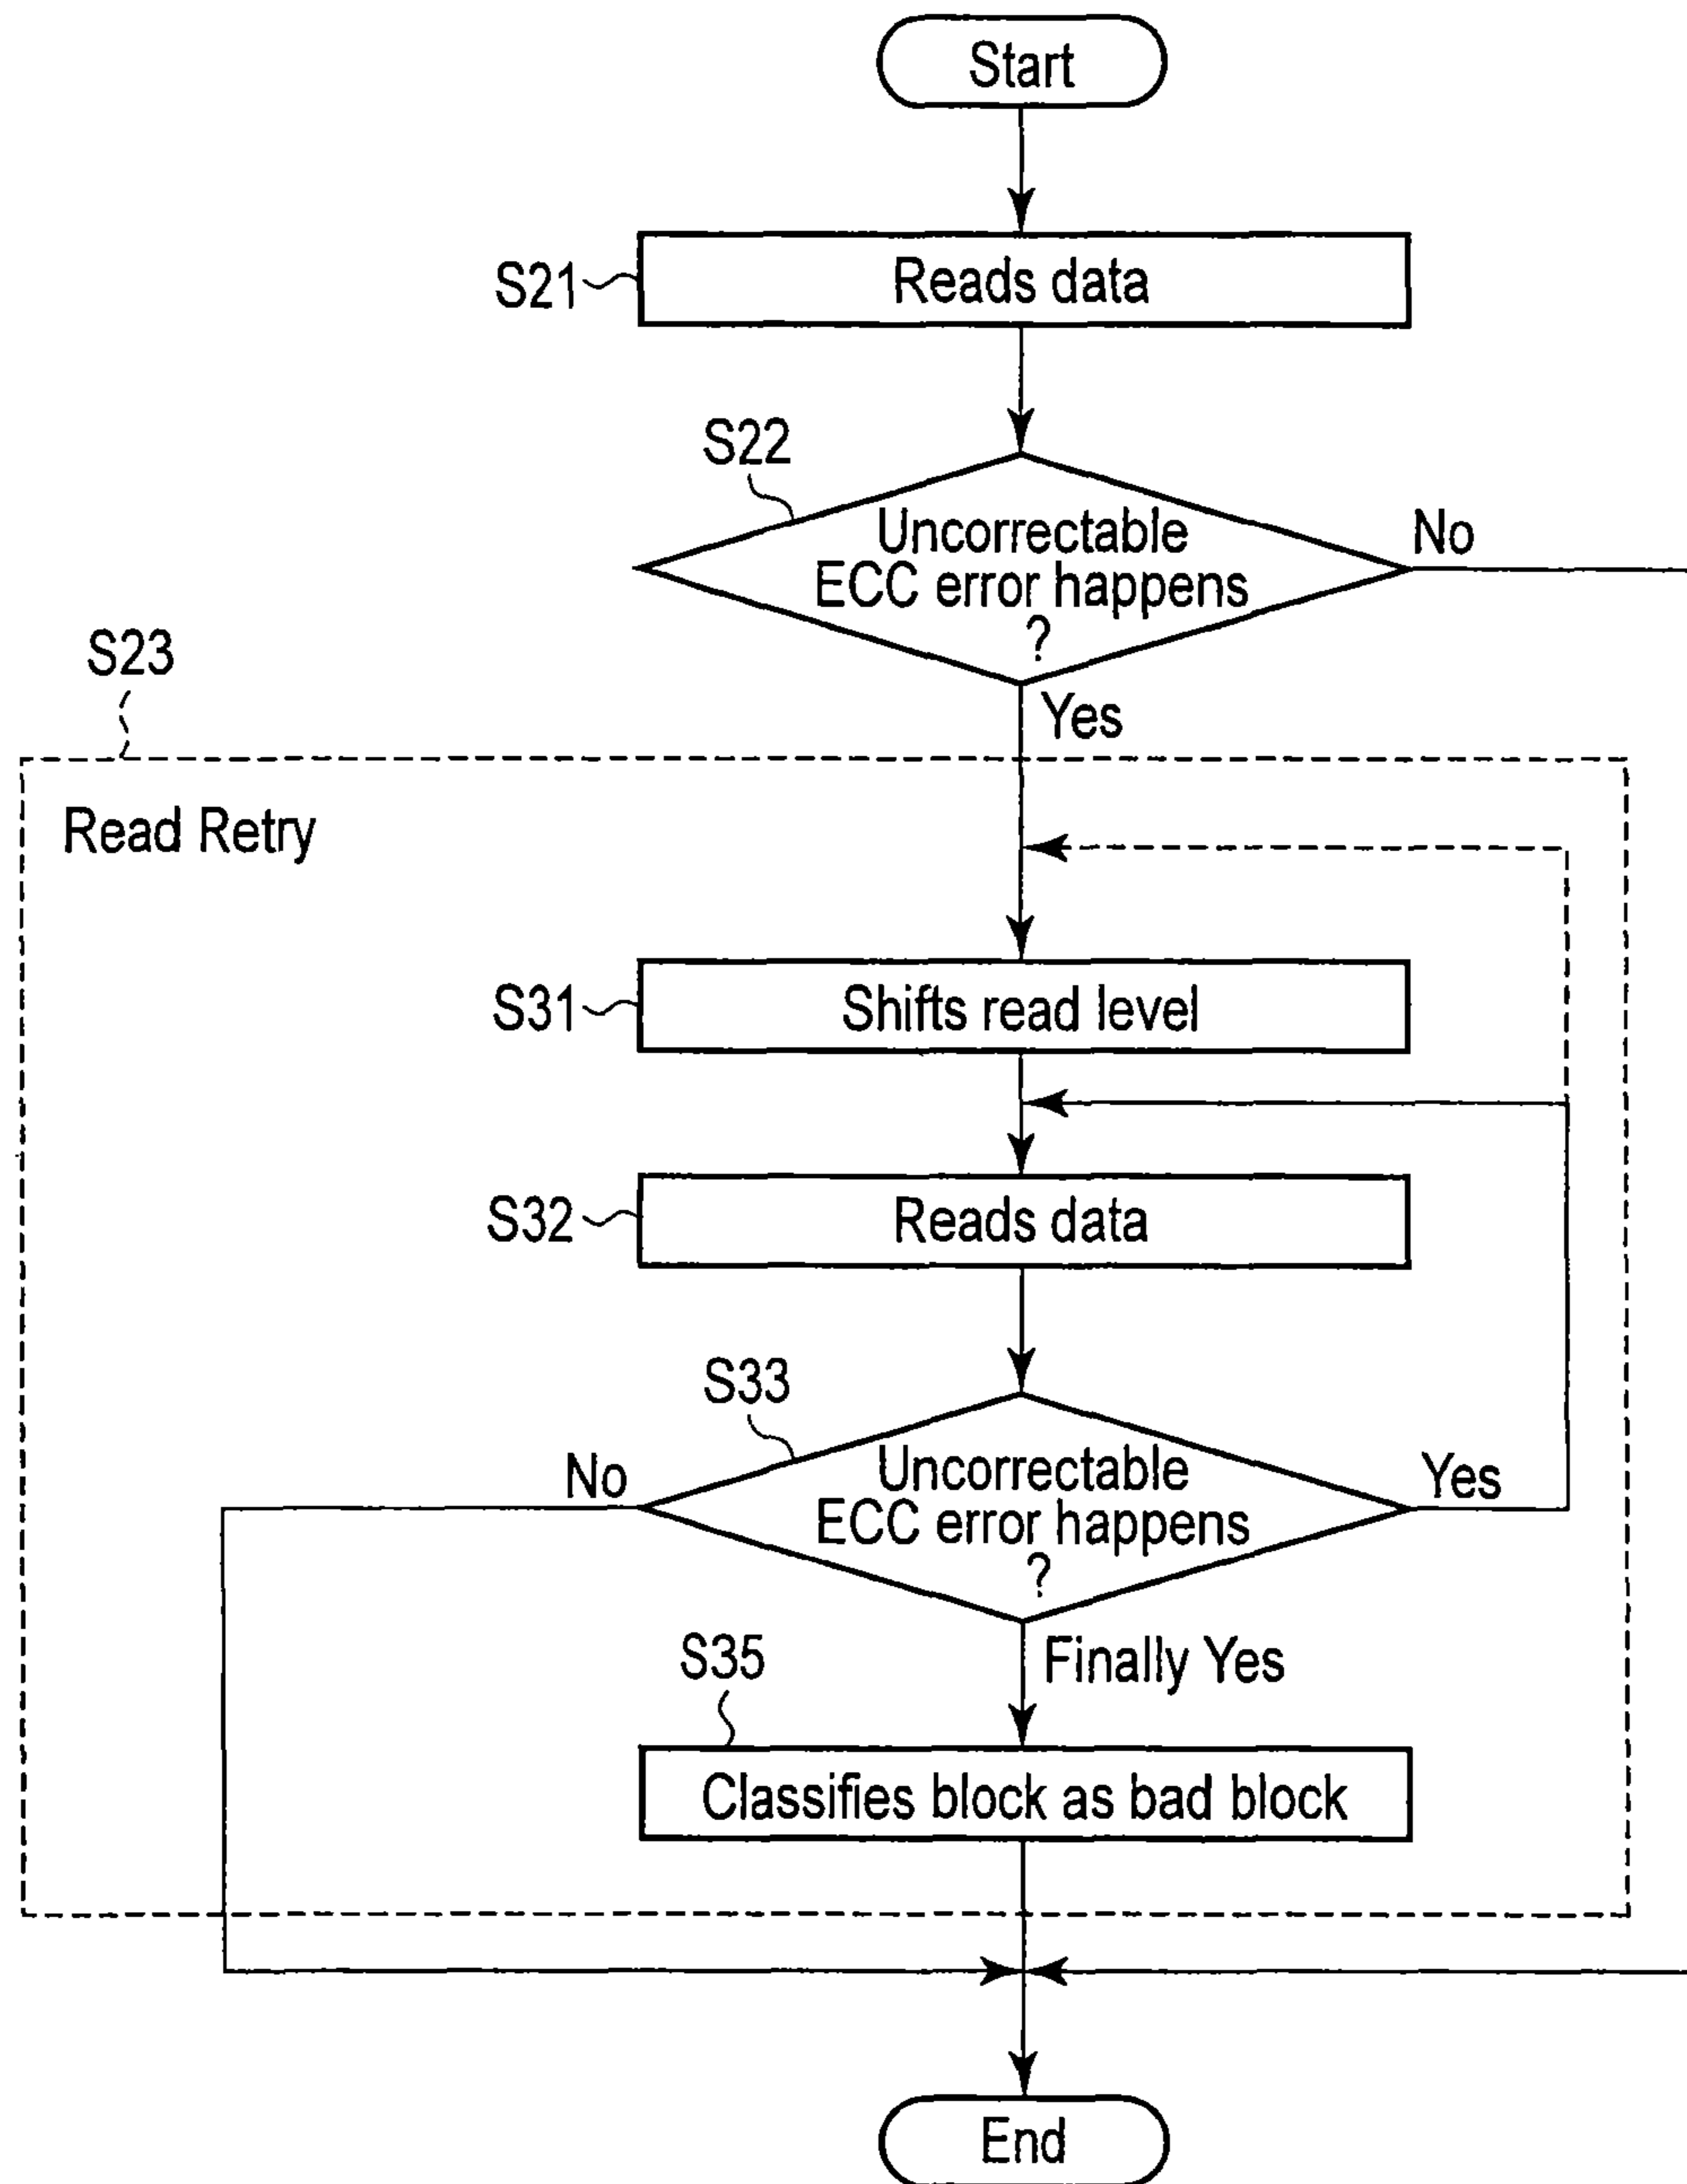 Start
S21
Reads data
S22
Uncorrectable
ECC error happens
?
No
Yes
S23
Read Retry
S31
Shifts read level
S32
Reads data
S33
Uncorrectable
ECC error happens
?
No
Yes
Finally Yes
S35
Classifies block as bad block
End